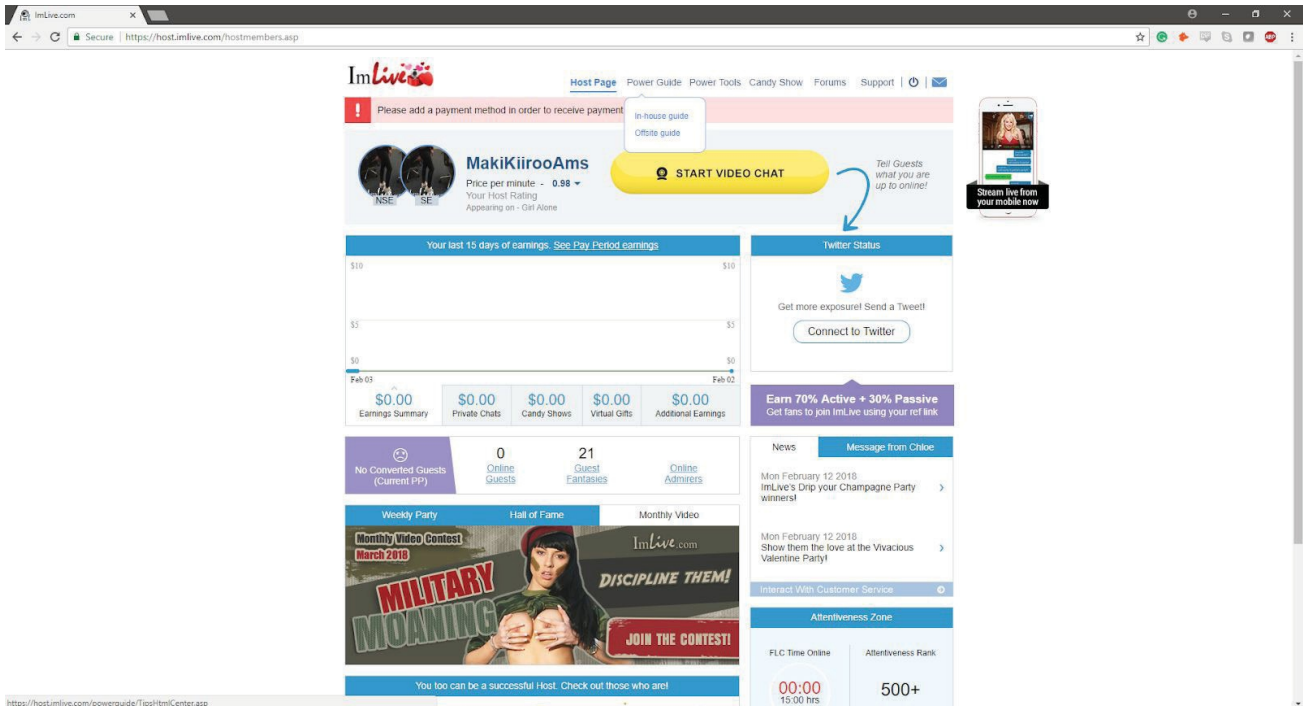 ImLive.com
Secure | https://host.imlive.com/hostmembers.asp
ABP
ImLive
Host Page Power Guide Power Tools Candy Show Forums Support
! Please add a payment method in order to receive payment
In-house guide
Offsite guide
NSE SE
MakiKiirooAms
Price per minute - 0.98
Your Host Rating
Appearing on - Girl Alone
START VIDEO CHAT
Tell Guests
what you are
up to online!
Stream live from
your mobile now
Your last 15 days of earnings. See Pay Period earnings
$10 $10
$5 $5
$0 $0
Feb 03 Feb 02
$0.00 $0.00 $0.00 $0.00 $0.00
Earnings Summary Private Chats Candy Shows Virtual Gifts Additional Earnings
Twitter Status
Get more exposure! Send a Tweet!
Connect to Twitter
Earn 70% Active + 30% Passive
Get fans to join ImLive using your ref link
No Converted Guests
(Current PP)
0
Online
Guests
21
Guest
Fantasies
Online
Admirers
News Message from Chloe
Mon February 12 2018
ImLive's Drip your Champagne Party
winners!
Mon February 12 2018
Show them the love at the Vivacious
Valentine Party!
Interact With Customer Service
Weekly Party Hall of Fame Monthly Video
Monthly Video Contest
March 2018
MILITARY
MOANING
ImLive.com
DISCIPLINE THEM!
JOIN THE CONTEST!
Attentiveness Zone
FLC Time Online Attentiveness Rank
00:00
15:00 hrs
500+
You too can be a successful Host. Check out those who are!
https://host.imlive.com/powerguide/TipsHtmlCenter.asp